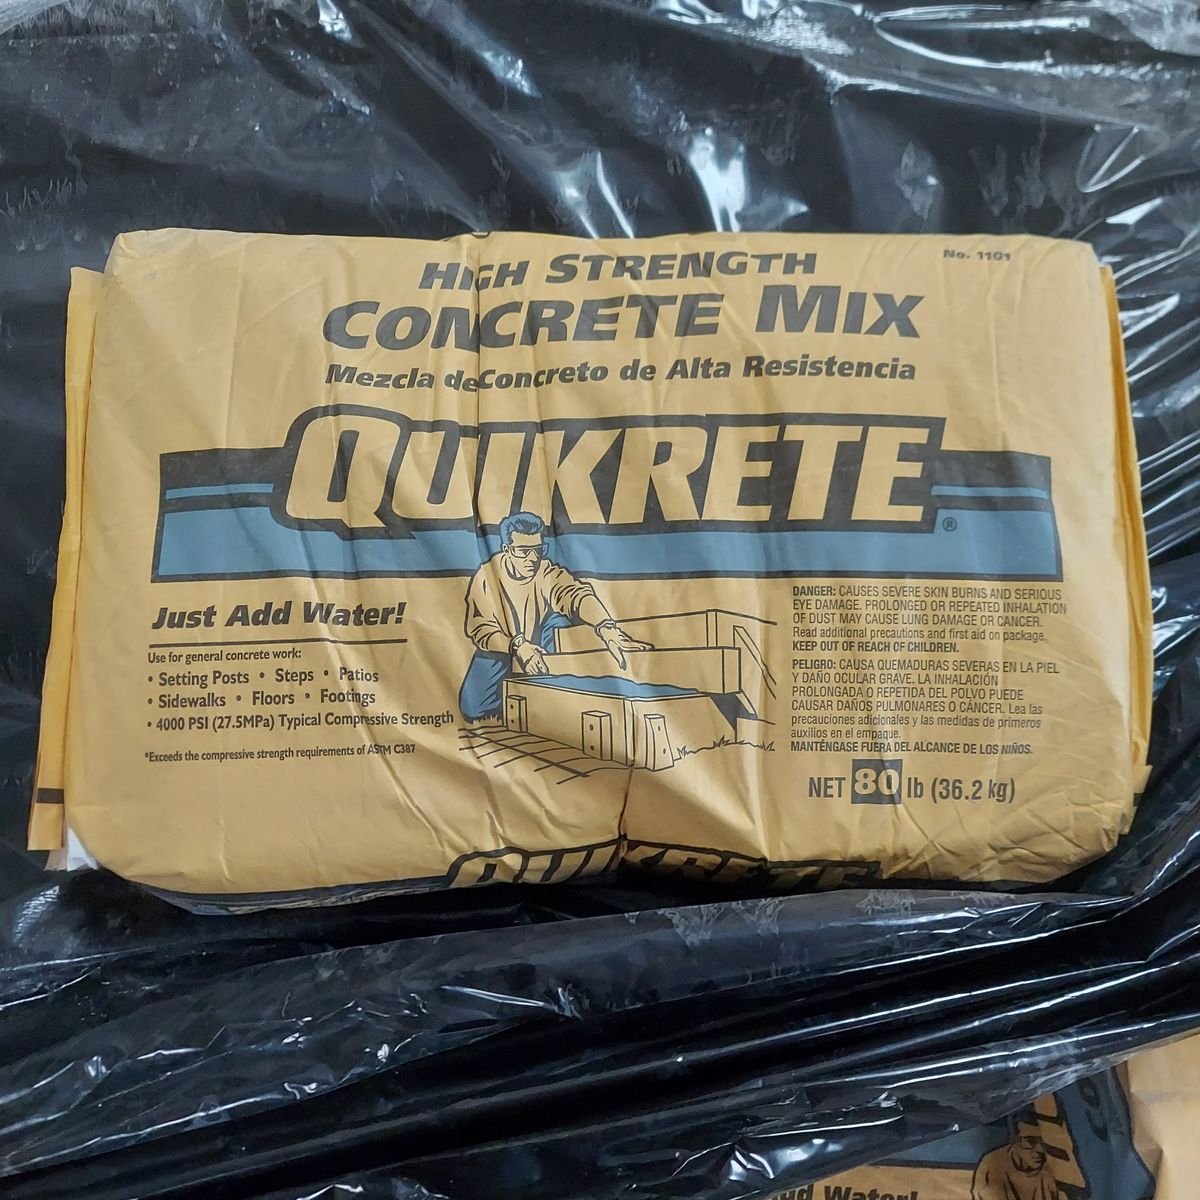 HIGH STRENGTH
No. 1101
CONCRETE MIX
Mezcla de Concreto de Alta Resistencia
QUIKRETE®
Just Add Water!
Use for general concrete work:
• Setting Posts • Steps • Patios
• Sidewalks • Floors • Footings
• 4000 PSI (27.5MPa) Typical Compressive Strength
*Exceeds the compressive strength requirements of ASTM C387
DANGER: CAUSES SEVERE SKIN BURNS AND SERIOUS
EYE DAMAGE. PROLONGED OR REPEATED INHALATION
OF DUST MAY CAUSE LUNG DAMAGE OR CANCER.
Read additional precautions and first aid on package.
KEEP OUT OF REACH OF CHILDREN.
PELIGRO: CAUSA QUEMADURAS SEVERAS EN LA PIEL
Y DAÑO OCULAR GRAVE. LA INHALACIÓN
PROLONGADA O REPETIDA DEL POLVO PUEDE
CAUSAR DAÑOS PULMONARES O CÁNCER. Lea las
precauciones adicionales y las medidas de primeros
auxilios en el empaque.
MANTÉNGASE FUERA DEL ALCANCE DE LOS NIÑOS.
NET 80 lb (36.2 kg)
QUIKRETE
Water!